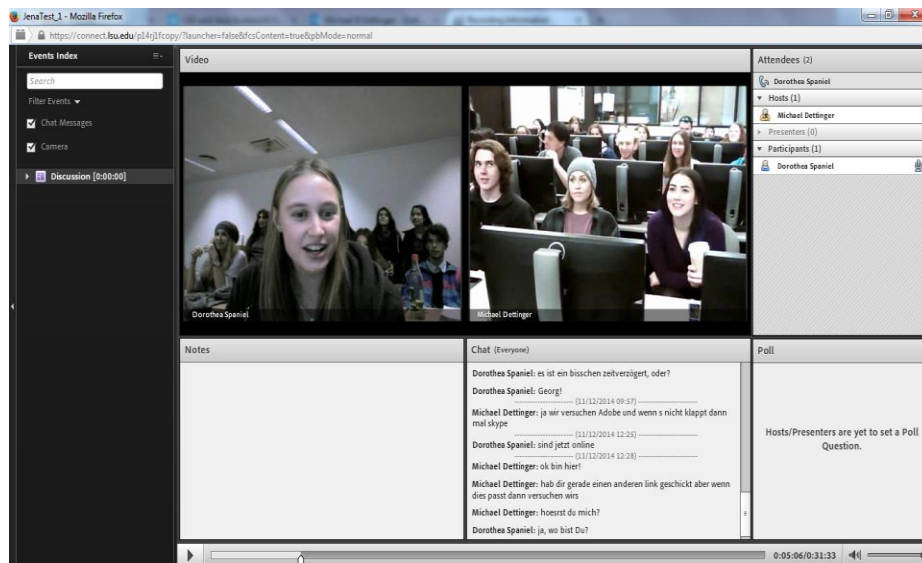 JenaTest_1 - Mozilla Firefox
https://connect.lsu.edu/p14rj1fcopy/?launcher=false&fcsContent=true&pbMode=normal
Events Index
Search
Filter Events
Chat Messages
Camera
Discussion [0:00:00]
Video
Dorothea Spaniel
Michael Dettinger
Attendees (2)
Dorothea Spaniel
Hosts (1)
Michael Dettinger
Presenters (0)
Participants (1)
Dorothea Spaniel
Notes
Chat (Everyone)
Dorothea Spaniel: es ist ein bisschen zeitverzögert, oder?
Dorothea Spaniel: Georg!
(11/12/2014 09:57)
Michael Dettinger: ja wir versuchen Adobe und wenn s nicht klappt dann
mal skype
(11/12/2014 12:25)
Dorothea Spaniel: sind jetzt online
(11/12/2014 12:28)
Michael Dettinger: ok bin hier!
Michael Dettinger: hab dir gerade einen anderen link geschickt aber wenn
dies passt dann versuchen wirs
Michael Dettinger: hoesrst du mich?
Dorothea Spaniel: ja, wo bist Du?
Poll
Hosts/Presenters are yet to set a Poll
Question.
0:05:06/0:31:33